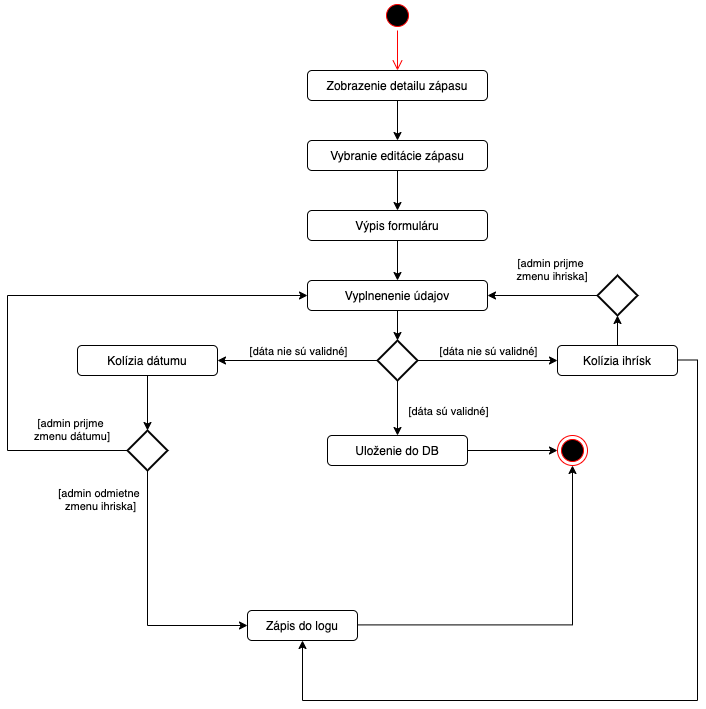 Zobrazenie detailu zápasu
Vybranie editácie zápasu
Výpis formuláru
[admin prijme
zmenu ihriska]
Vyplnenenie údajov
[dáta nie sú validné]
[dáta nie sú validné]
Kolízia dátumu
Kolízia ihrísk
[dáta sú validné]
[admin prijme
zmenu dátumu]
Uloženie do DB
[admin odmietne
zmenu ihriska]
Zápis do logu